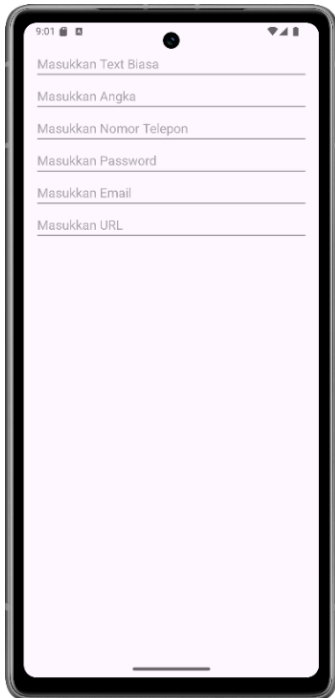 9:01
Masukkan Text Biasa
Masukkan Angka
Masukkan Nomor Telepon
Masukkan Password
Masukkan Email
Masukkan URL